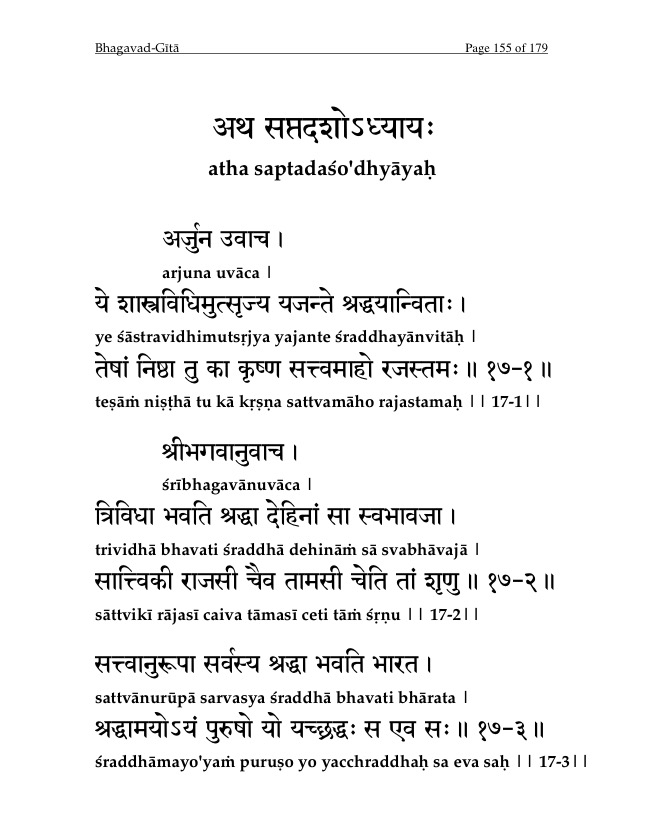 Bhagavad-Gītā Page 155 of 179
अथ सप्तदशोऽध्यायः
atha saptadaśo'dhyāyaḥ
अर्जुन उवाच ।
arjuna uvāca |
ये शास्त्रविधिमुत्सृज्य यजन्ते श्रद्धयान्विताः ।
ye śāstravidhimutsṛjya yajante śraddhayānvitāḥ |
तेषां निष्ठा तु का कृष्ण सत्त्वमाहो रजस्तमः ॥ १७-१ ॥
teṣāṁ niṣṭhā tu kā kṛṣṇa sattvamāho rajastamaḥ || 17-1||
श्रीभगवानुवाच ।
śrībhagavānuvāca |
त्रिविधा भवति श्रद्धा देहिनां सा स्वभावजा ।
trividhā bhavati śraddhā dehināṁ sā svabhāvajā |
सात्त्विकी राजसी चैव तामसी चेति तां शृणु ॥ १७-२ ॥
sāttvikī rājasī caiva tāmasī ceti tāṁ śṛṇu || 17-2||
सत्त्वानुरूपा सर्वस्य श्रद्धा भवति भारत ।
sattvānurūpā sarvasya śraddhā bhavati bhārata |
श्रद्धामयोऽयं पुरुषो यो यच्छ्रद्धः स एव सः ॥ १७-३ ॥
śraddhāmayo'yaṁ puruṣo yo yacchraddhaḥ sa eva saḥ || 17-3||